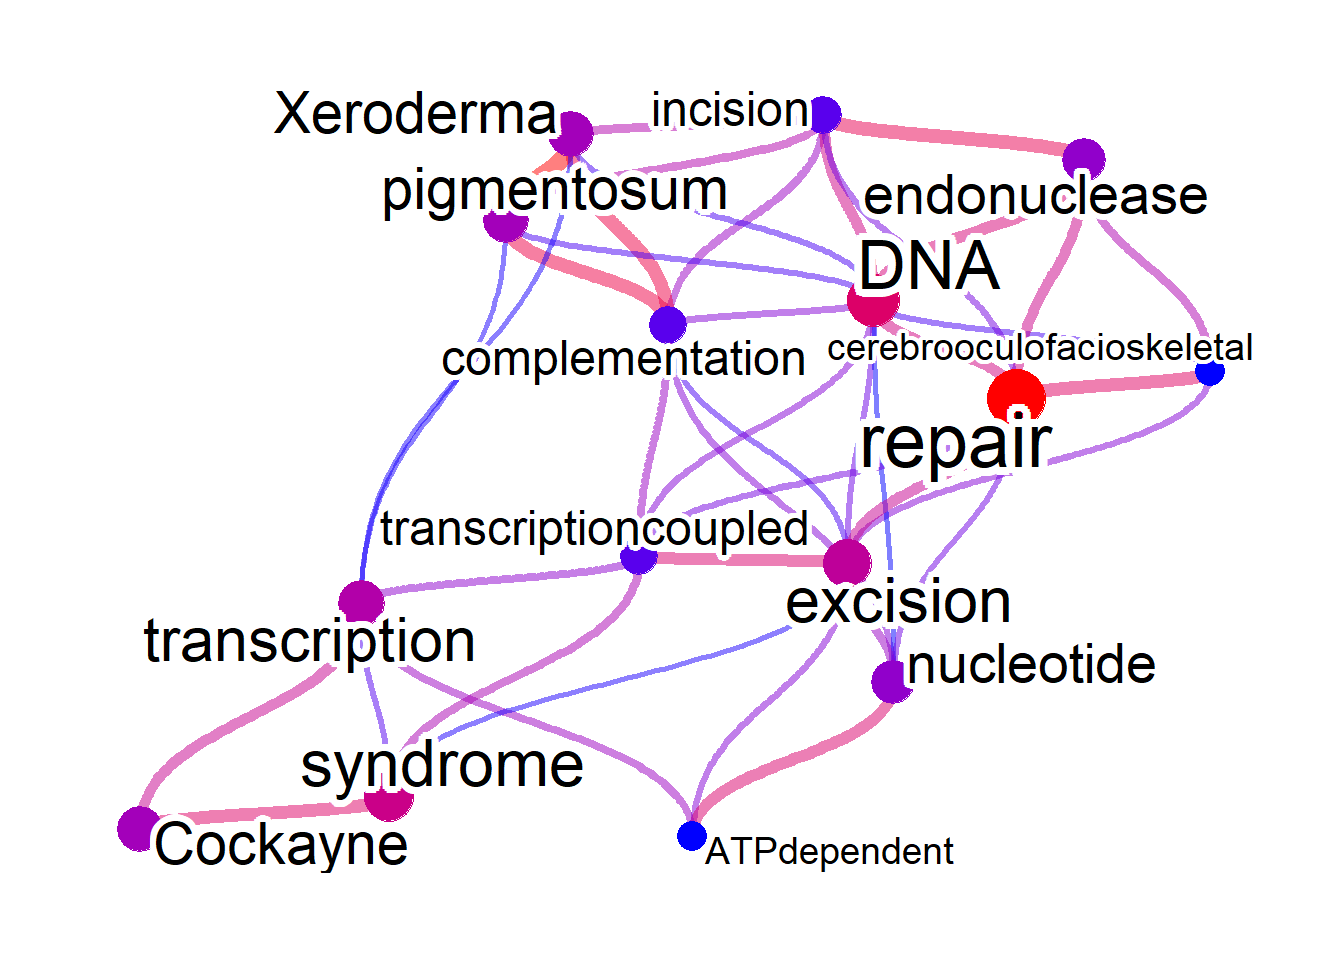 Xeroderma
incision
pigmentosum
endonuclease
DNA
complementation
cerebrooculofacioskeletal
repair
transcriptioncoupled
excision
transcription
nucleotide
syndrome
Cockayne
ATPdependent